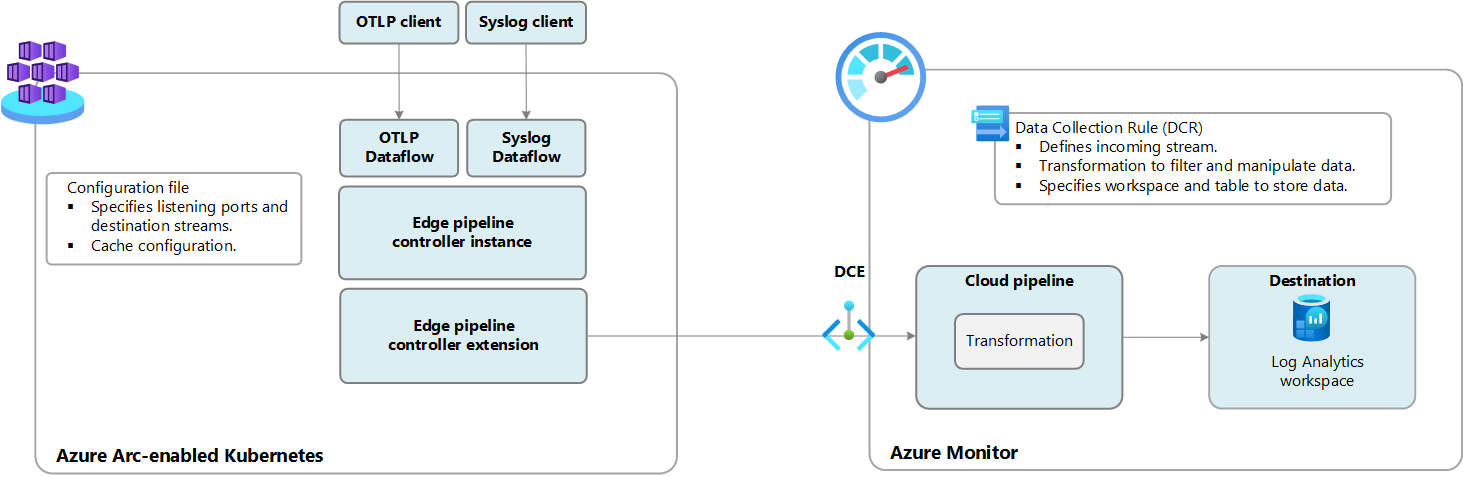 OTLP client
Syslog client
OTLP
Dataflow
Syslog
Dataflow
Configuration file
▪ Specifies listening ports and
destination streams.
▪ Cache configuration.
Edge pipeline
controller instance
Edge pipeline
controller extension
Azure Arc-enabled Kubernetes
DCE
Data Collection Rule (DCR)
▪ Defines incoming stream.
▪ Transformation to filter and manipulate data.
▪ Specifies workspace and table to store data.
Cloud pipeline
Transformation
Destination
Log Analytics
workspace
Azure Monitor